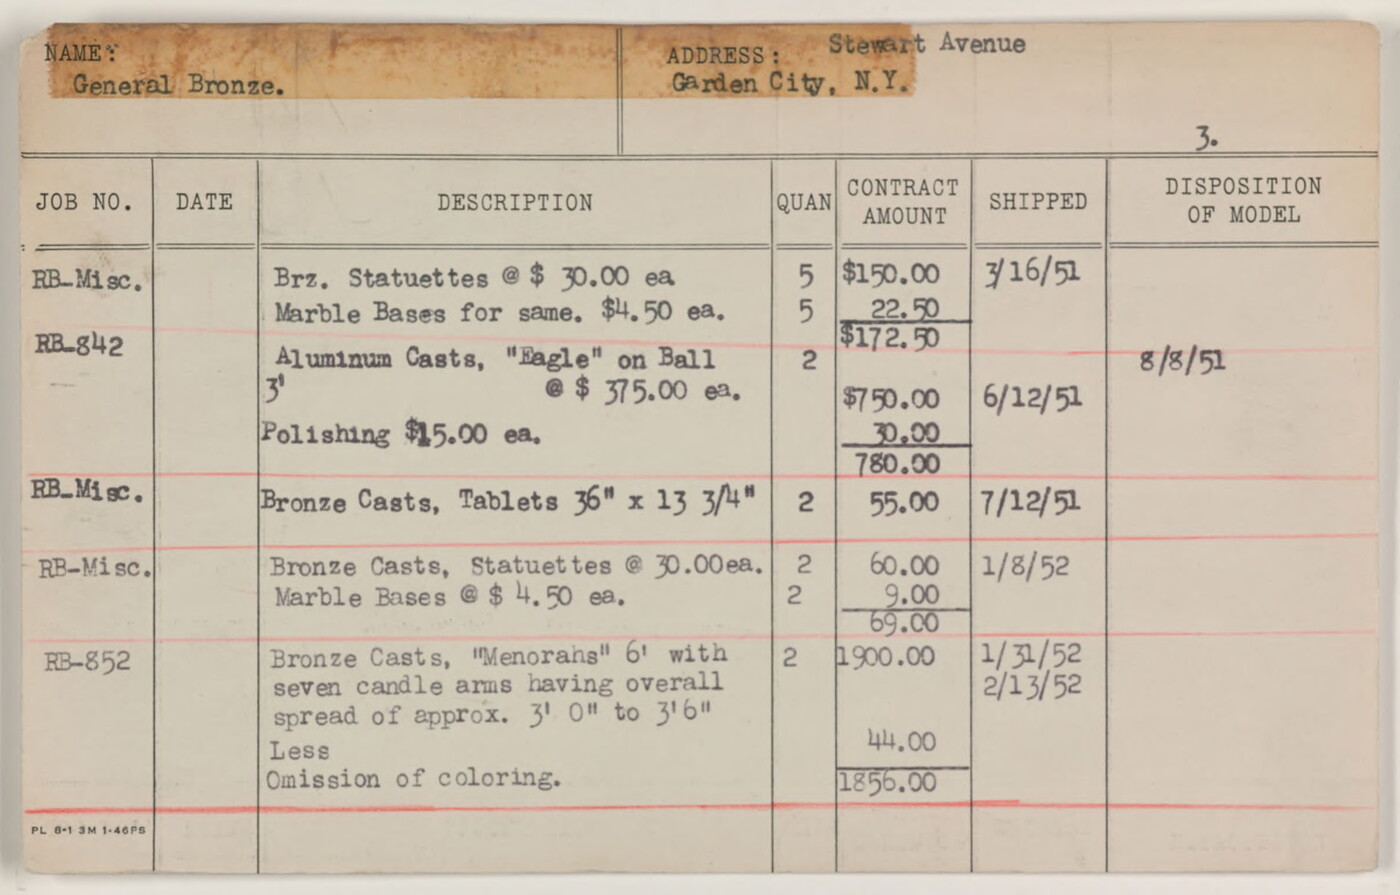 NAME: ADDRESS: Stewart Avenue
General Bronze. Garden City, N.Y.
3.
JOB NO. DATE DESCRIPTION QUAN CONTRACT AMOUNT SHIPPED DISPOSITION OF MODEL
RB-Misc. Brz. Statuettes @ $ 30.00 ea 5 $150.00 3/16/51
Marble Bases for same. $4.50 ea. 5 22.50
$172.50
RB-842 Aluminum Casts, "Eagle" on Ball 2 8/8/51
3' @ $ 375.00 ea. $750.00 6/12/51
Polishing $15.00 ea. 30.00
780.00
RB-Misc. Bronze Casts, Tablets 36" x 13 3/4" 2 55.00 7/12/51
RB-Misc. Bronze Casts, Statuettes @ 30.00ea. 2 60.00 1/8/52
Marble Bases @ $ 4.50 ea. 2 9.00
69.00
RB-852 Bronze Casts, "Menorahs" 6' with 2 1900.00 1/31/52
seven candle arms having overall 2/13/52
spread of approx. 3' 0" to 3'6"
Less 44.00
Omission of coloring. 1856.00
PL 8-1 3M 1-46PS